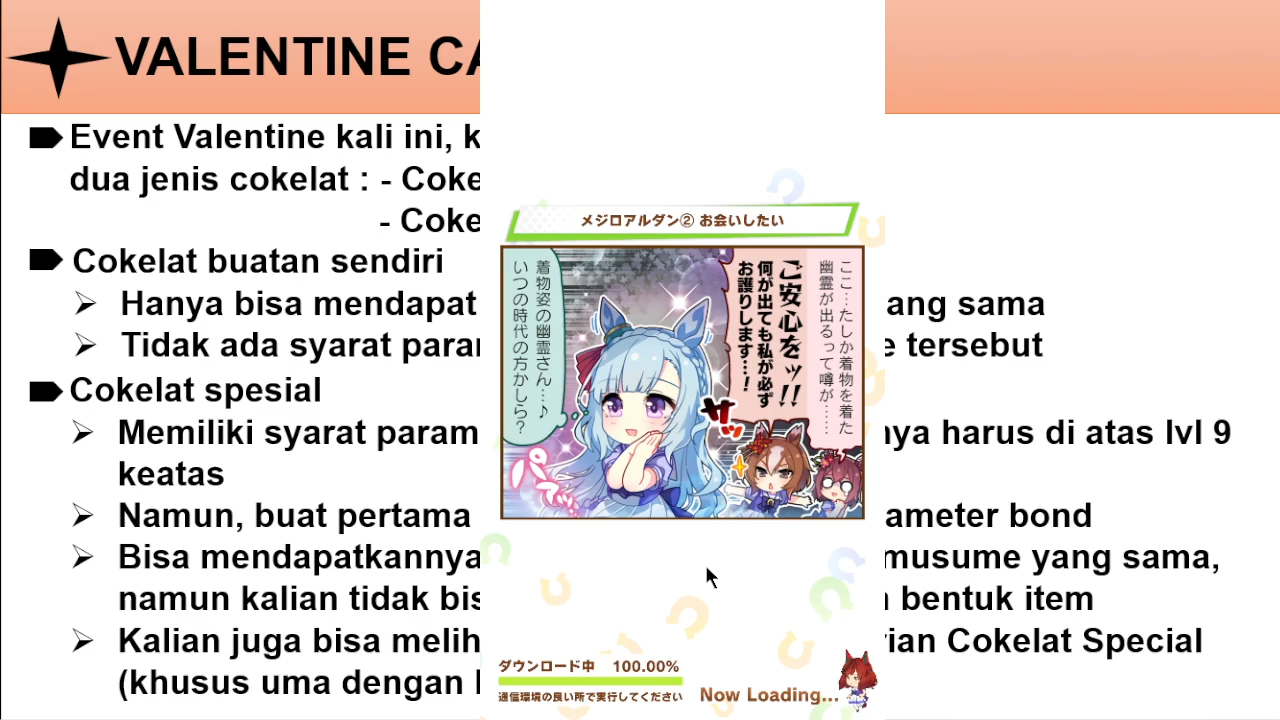 VALENTINE CA
Event Valentine kali ini, k
dua jenis cokelat : - Coke
- Coke
Cokelat buatan sendiri
Hanya bisa mendapat
ang sama
Tidak ada syarat para
e tersebut
Cokelat spesial
Memiliki syarat param
nya harus di atas lvl 9
keatas
Namun, buat pertama
ameter bond
Bisa mendapatkannya
musume yang sama,
namun kalian tidak bis
bentuk item
Kalian juga bisa melih
rian Cokelat Special
(khusus uma dengan
メジロアルダン② お会いしたい
ここ…たしか着物を着た
幽霊が出るって噂が……
ご安心をッ!!
何が出ても私が必ず
お護りします…!
サッ
着物姿の幽霊さん…♪
いつの時代の方かしら?
パァッ
ダウンロード中 100.00%
通信環境の良い所で実行してください
Now Loading...